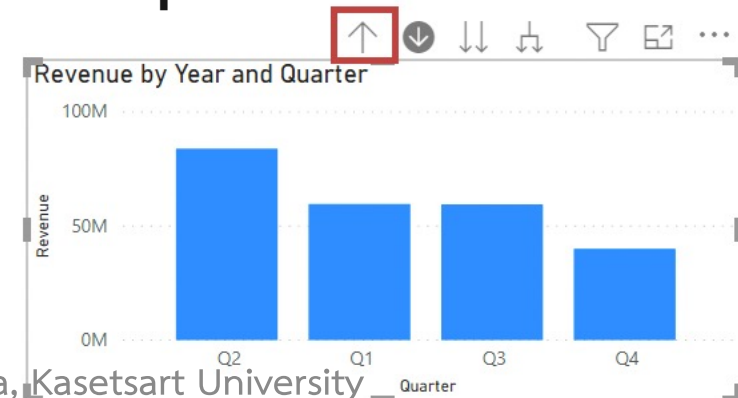 Revenue by Year and Quarter
100M
50M
0M
Revenue
Q2 Q1 Q3 Q4
Quarter
Kasetsart University